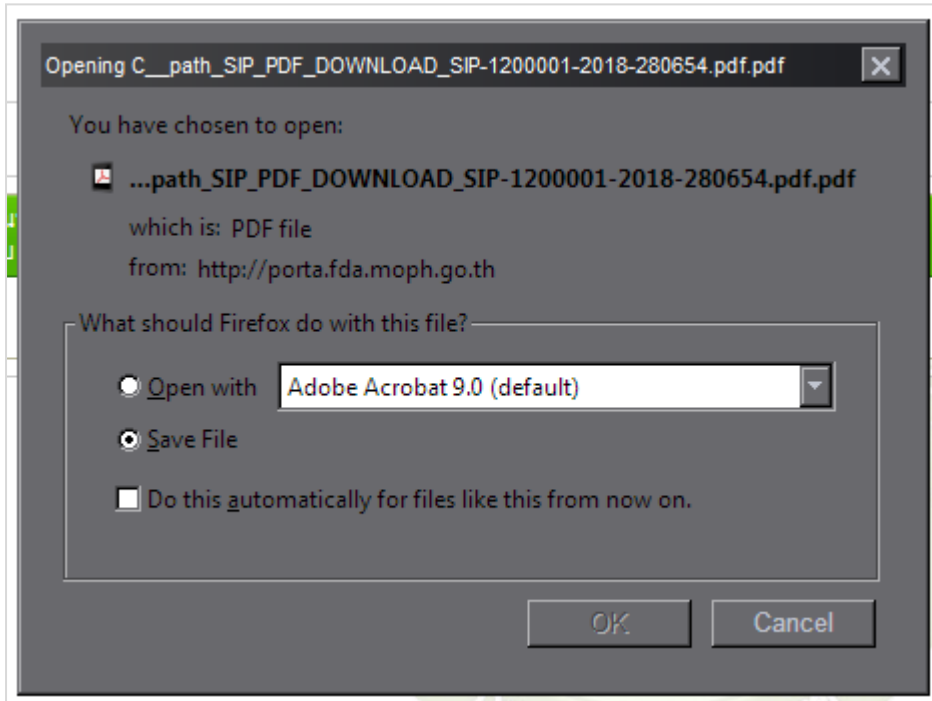 Opening C__path_SIP_PDF_DOWNLOAD_SIP-1200001-2018-280654.pdf.pdf
You have chosen to open:
...path_SIP_PDF_DOWNLOAD_SIP-1200001-2018-280654.pdf.pdf
which is: PDF file
from: http://porta.fda.moph.go.th
What should Firefox do with this file?
Open with Adobe Acrobat 9.0 (default)
Save File
Do this automatically for files like this from now on.
OK Cancel